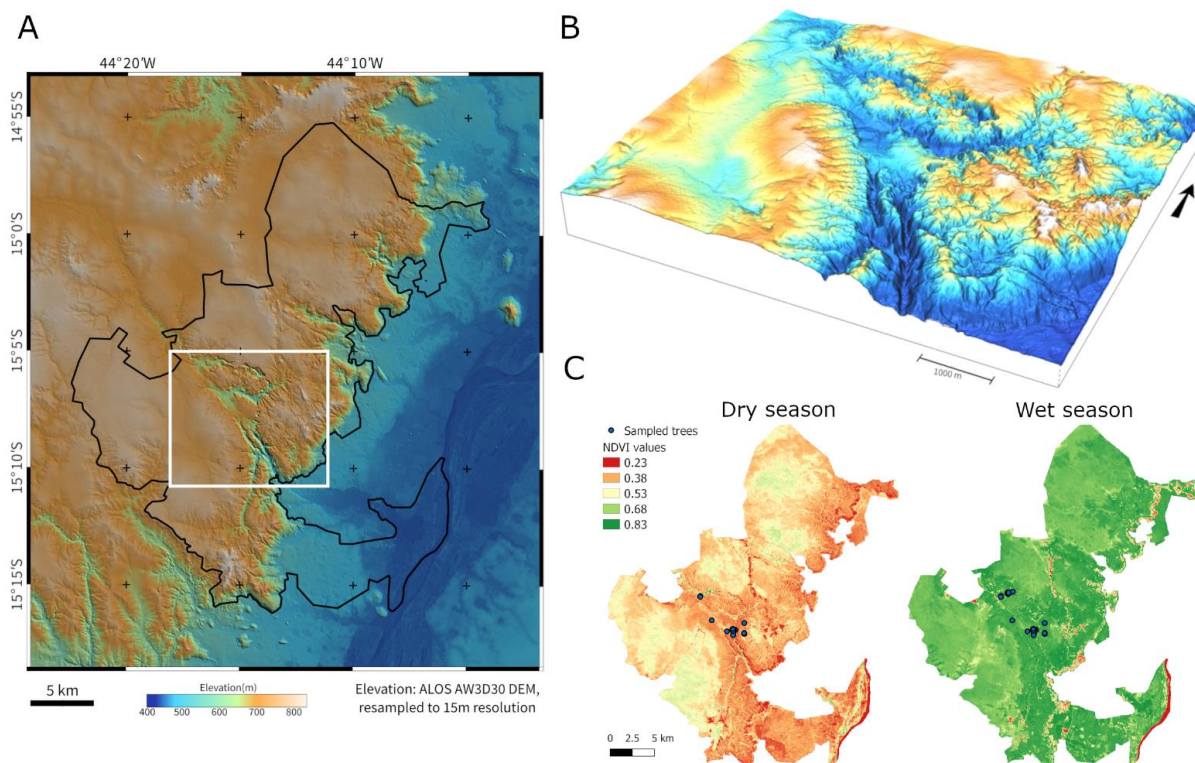 A
44°20'W
44°10'W
14°55'S
15°0'S
15°5'S
15°10'S
15°15'S
5 km
Elevation(m)
400 500 600 700 800
Elevation: ALOS AW3D30 DEM,
resampled to 15m resolution
B
1000 m
C
Dry season
Wet season
Sampled trees
NDVI values
0.23
0.38
0.53
0.68
0.83
0 2.5 5 km